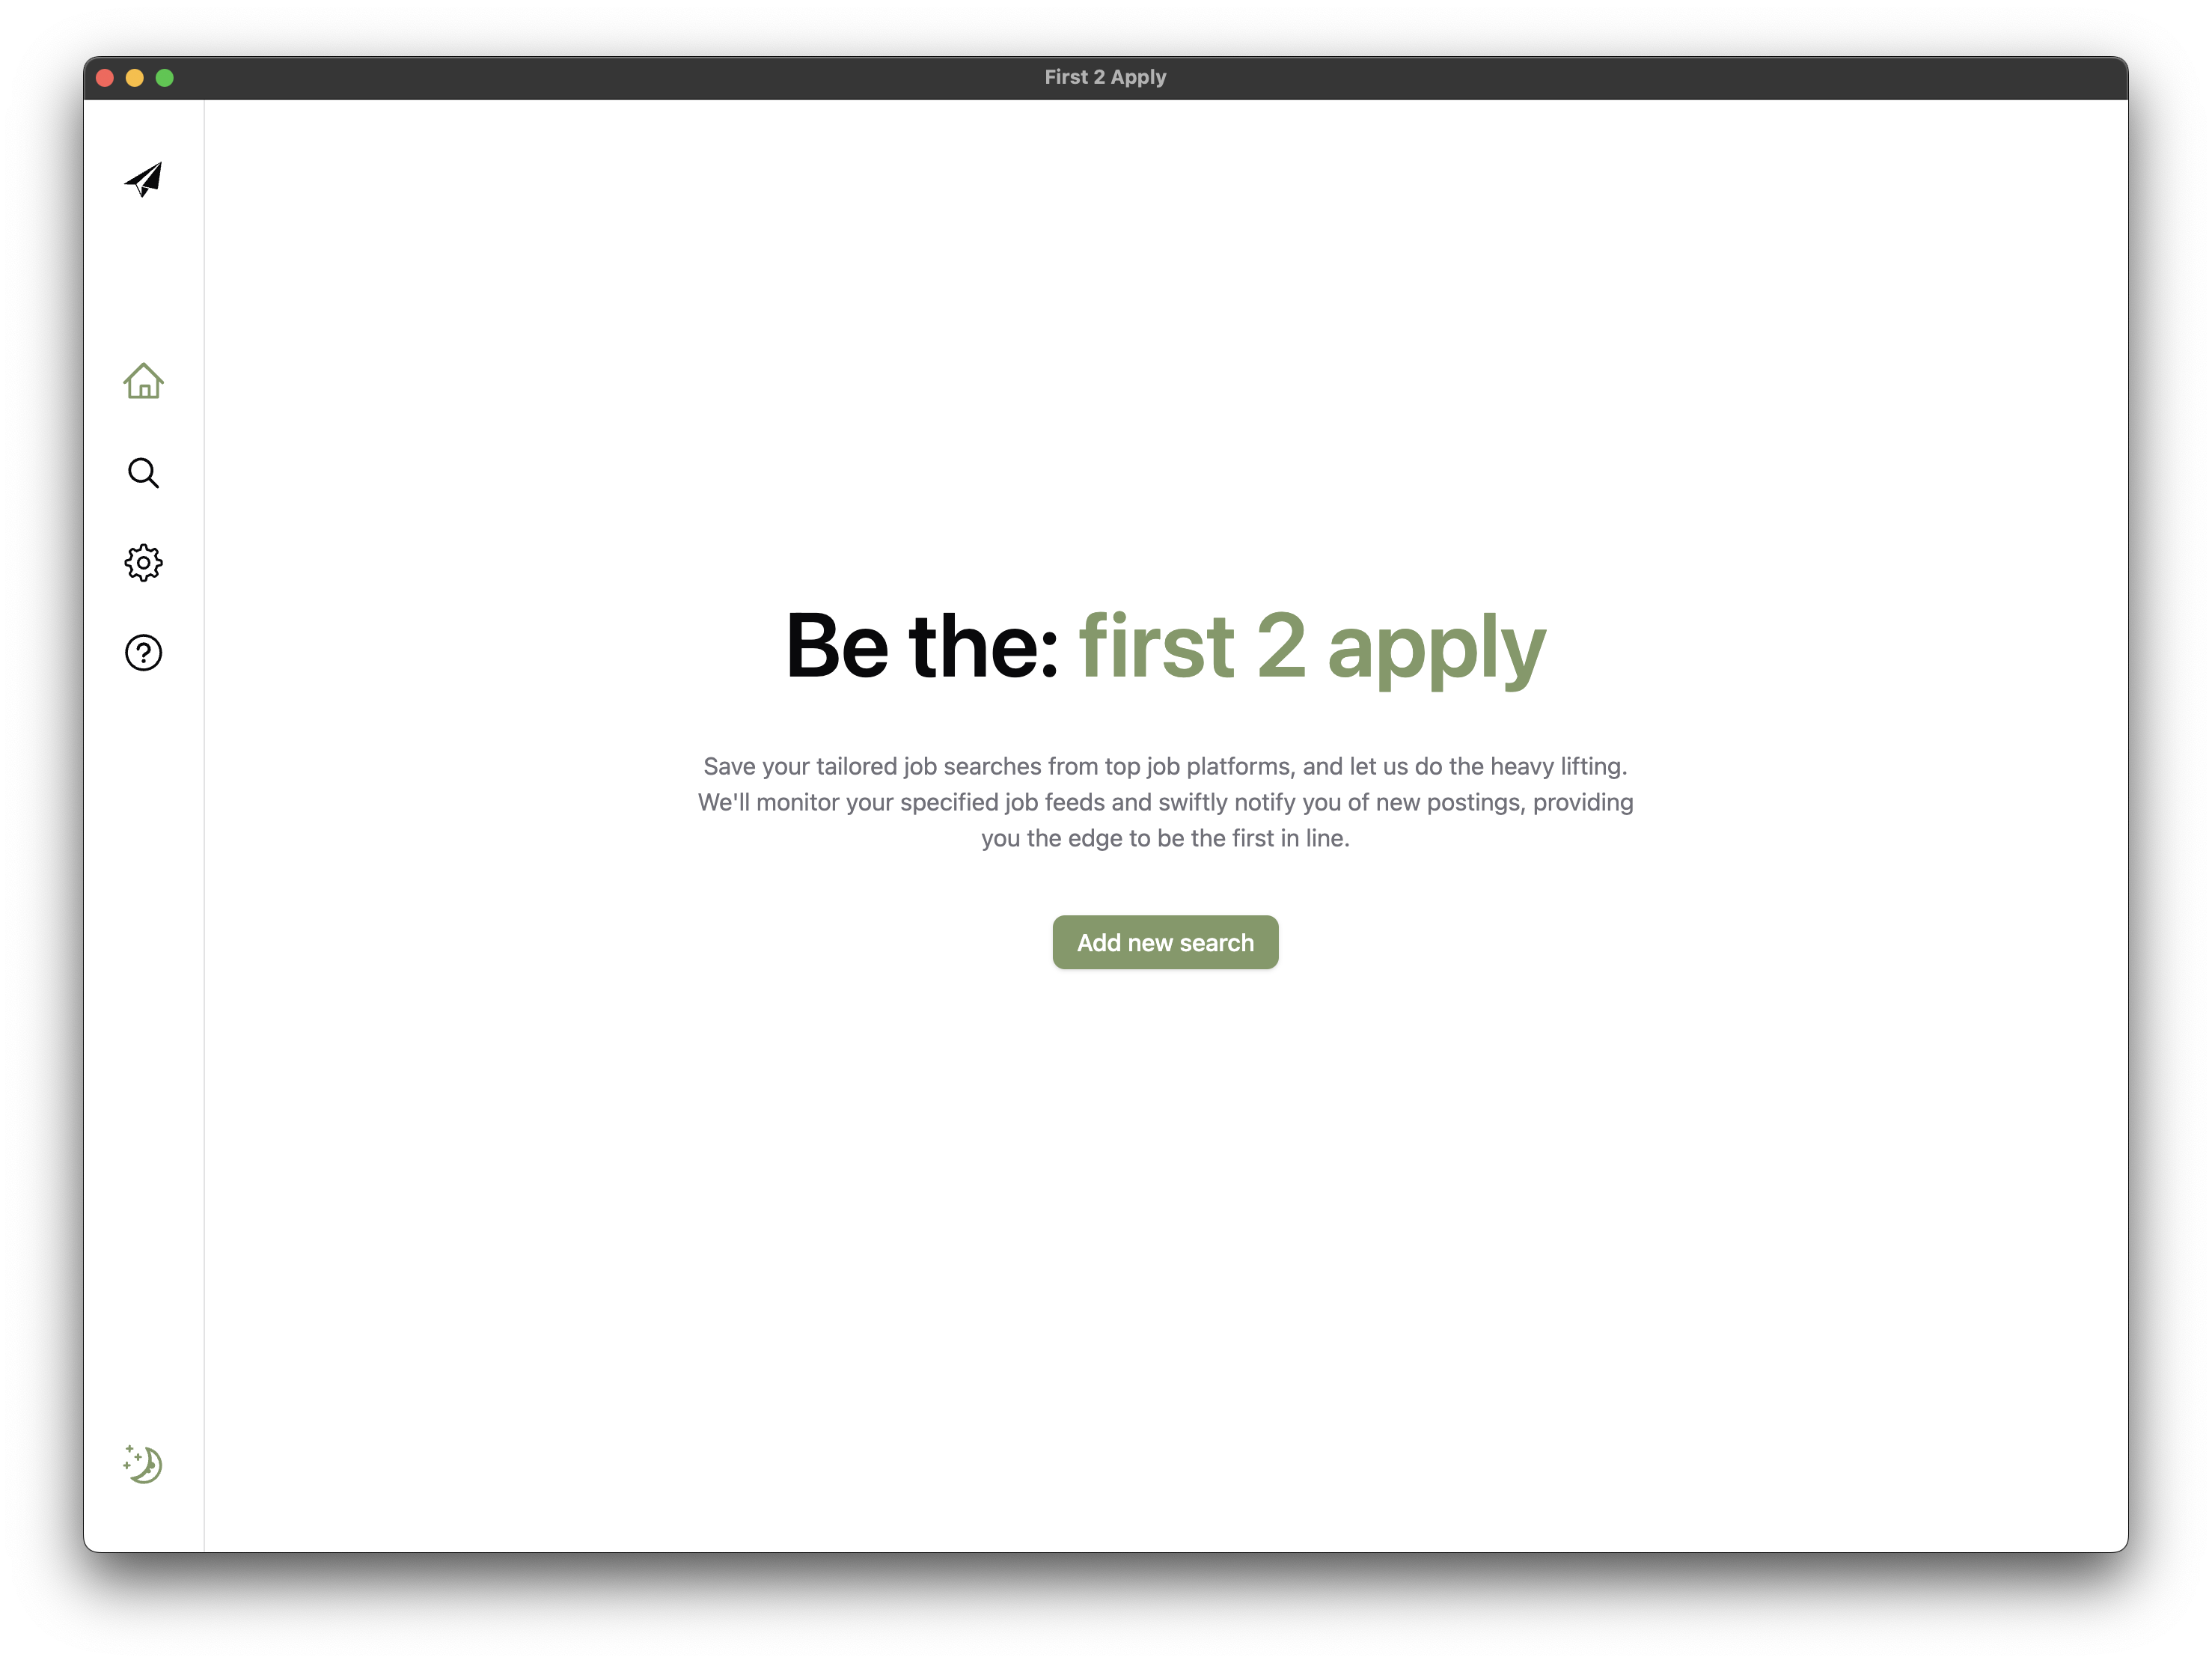 First 2 Apply
Be the: first 2 apply
Save your tailored job searches from top job platforms, and let us do the heavy lifting.
We'll monitor your specified job feeds and swiftly notify you of new postings, providing
you the edge to be the first in line.
Add new search